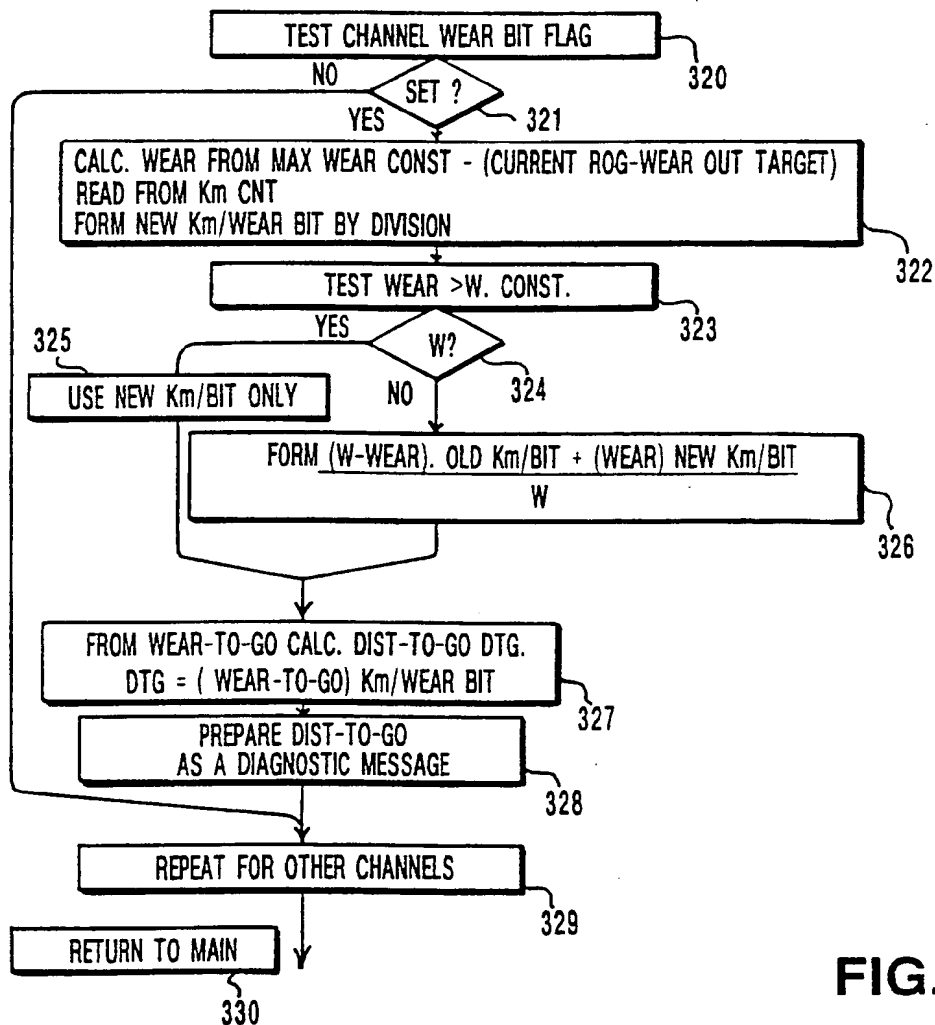 TEST CHANNEL WEAR BIT FLAG
320
NO
SET ?
321
YES
CALC. WEAR FROM MAX WEAR CONST - (CURRENT ROG-WEAR OUT TARGET)
READ FROM Km CNT
FORM NEW Km/WEAR BIT BY DIVISION
322
TEST WEAR >W. CONST.
323
YES
W?
324
325
USE NEW Km/BIT ONLY
NO
FORM (W-WEAR). OLD Km/BIT + (WEAR) NEW Km/BIT
W
326
FROM WEAR-TO-GO CALC. DIST-TO-GO DTG.
DTG = ( WEAR-TO-GO) Km/WEAR BIT
327
PREPARE DIST-TO-GO
AS A DIAGNOSTIC MESSAGE
328
REPEAT FOR OTHER CHANNELS
329
RETURN TO MAIN
330
FIG.